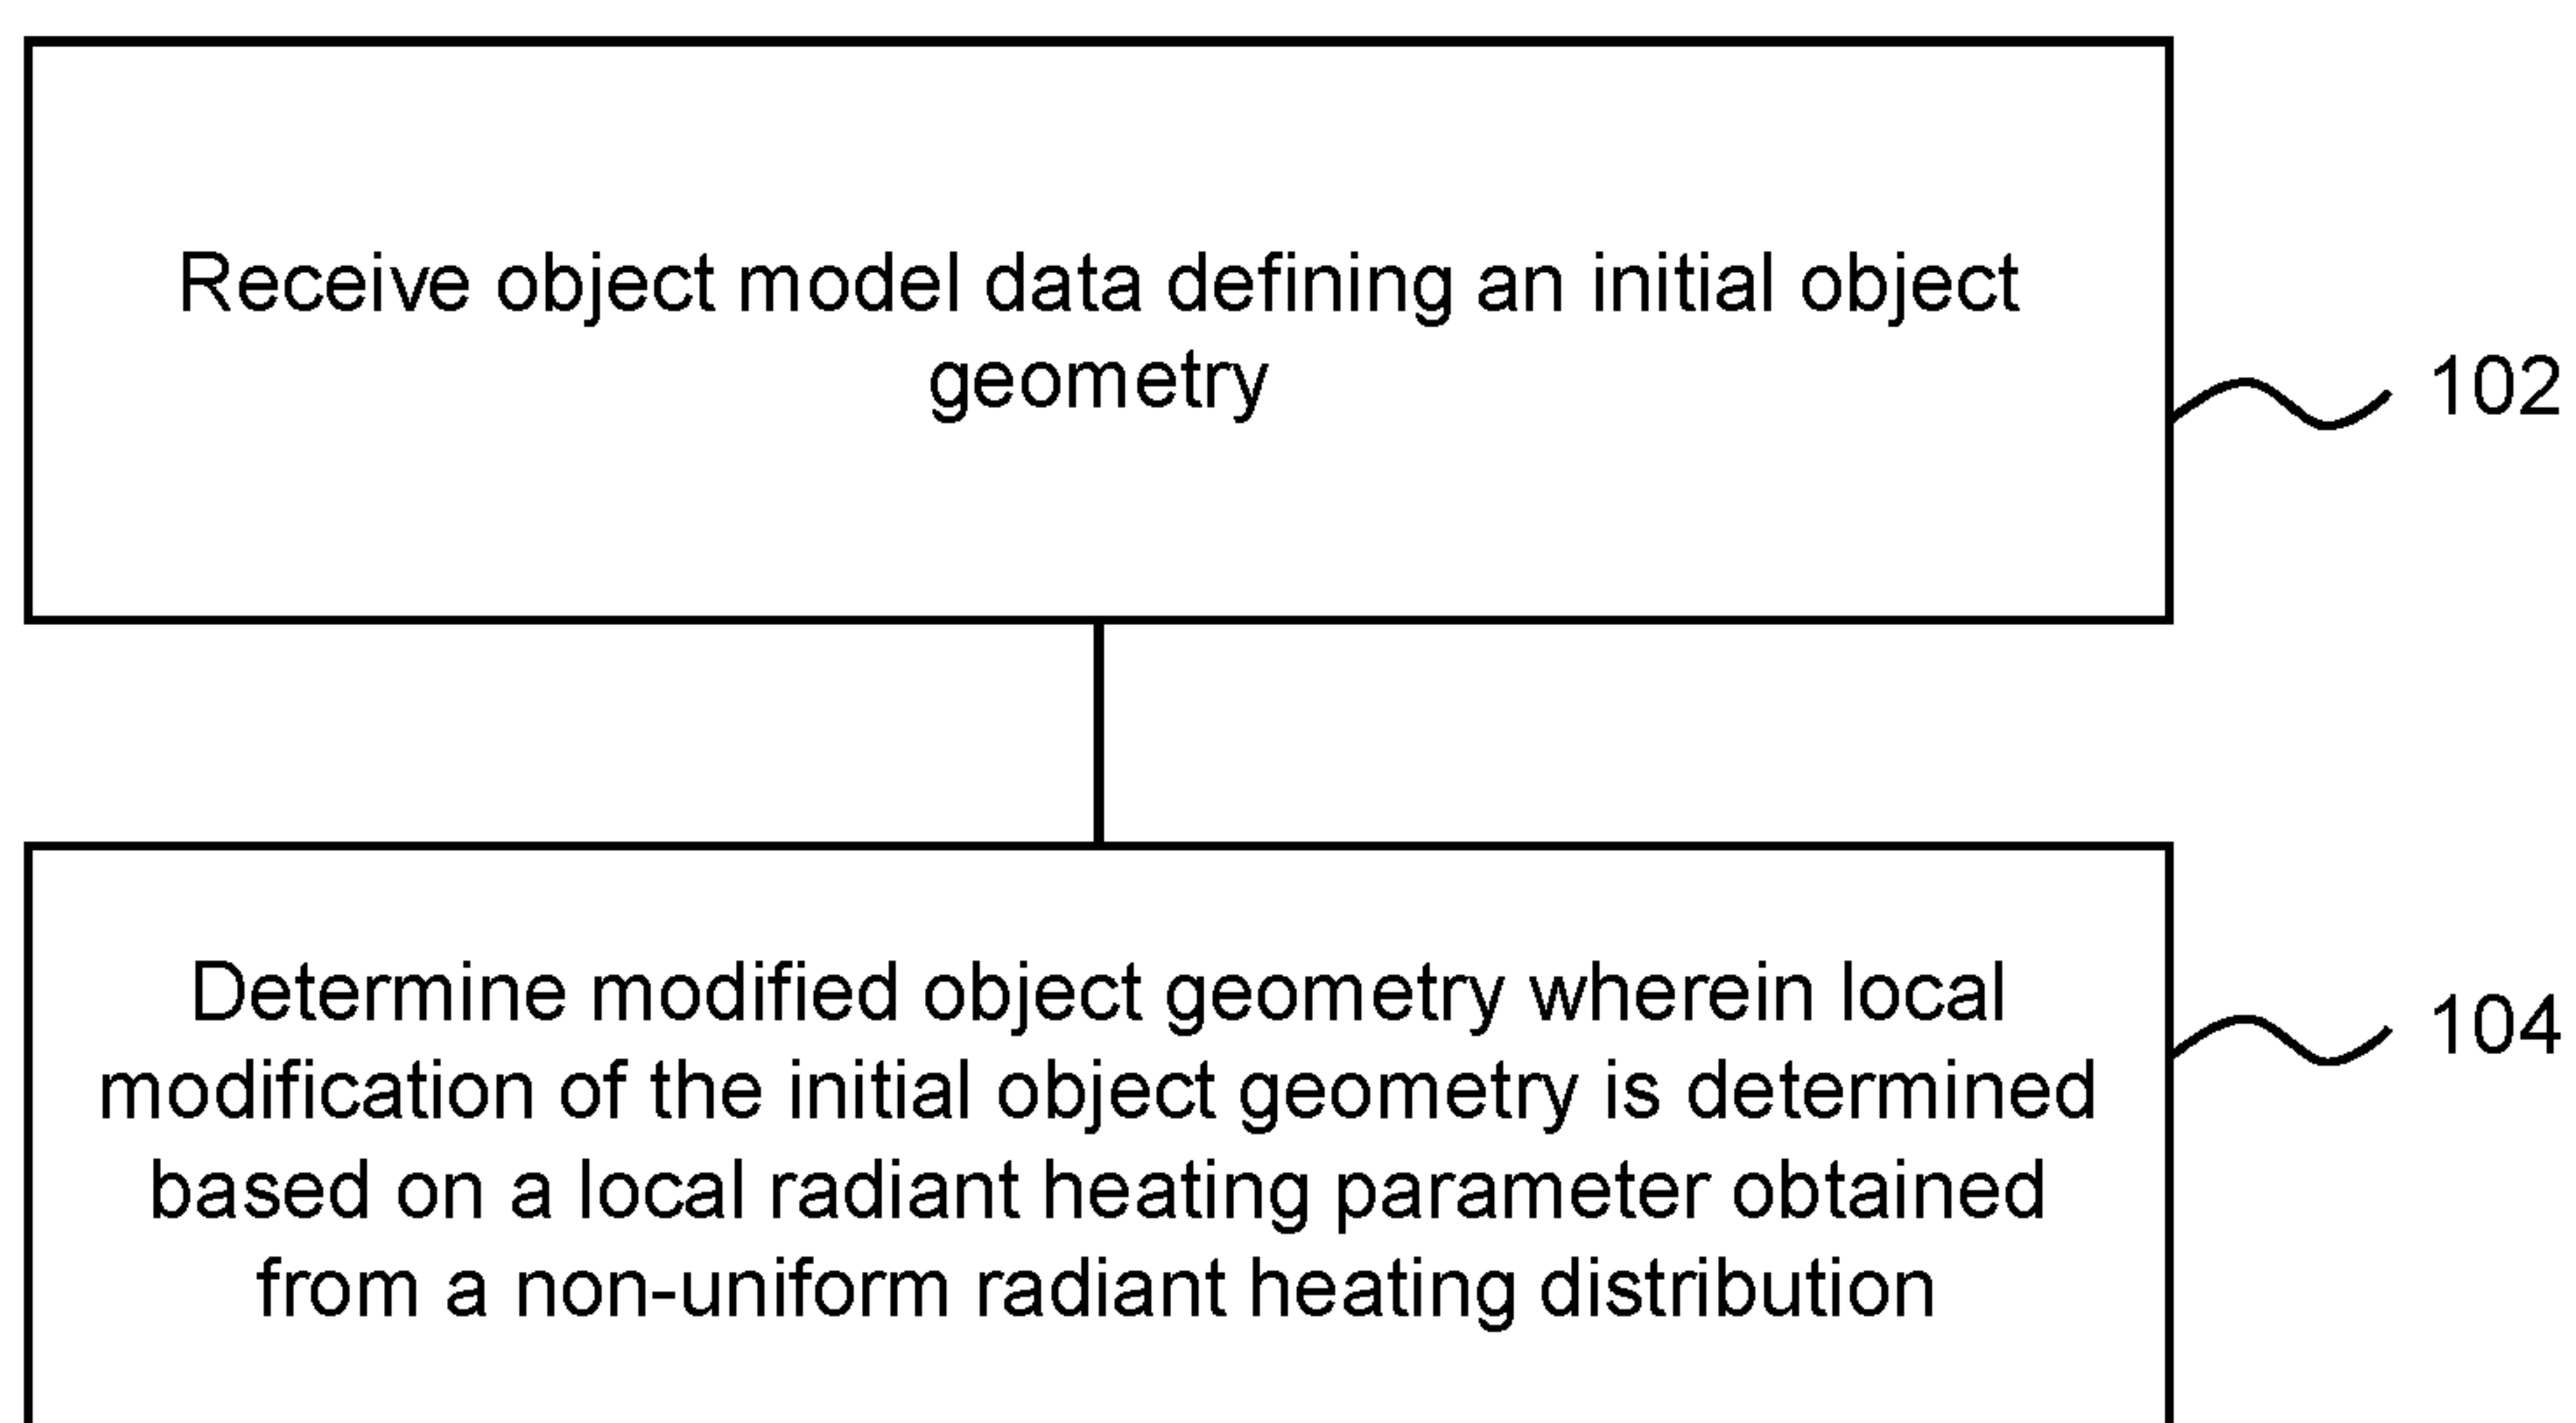 Receive object model data defining an initial object
geometry
102
Determine modified object geometry wherein local
modification of the initial object geometry is determined
based on a local radiant heating parameter obtained
from a non-uniform radiant heating distribution
104